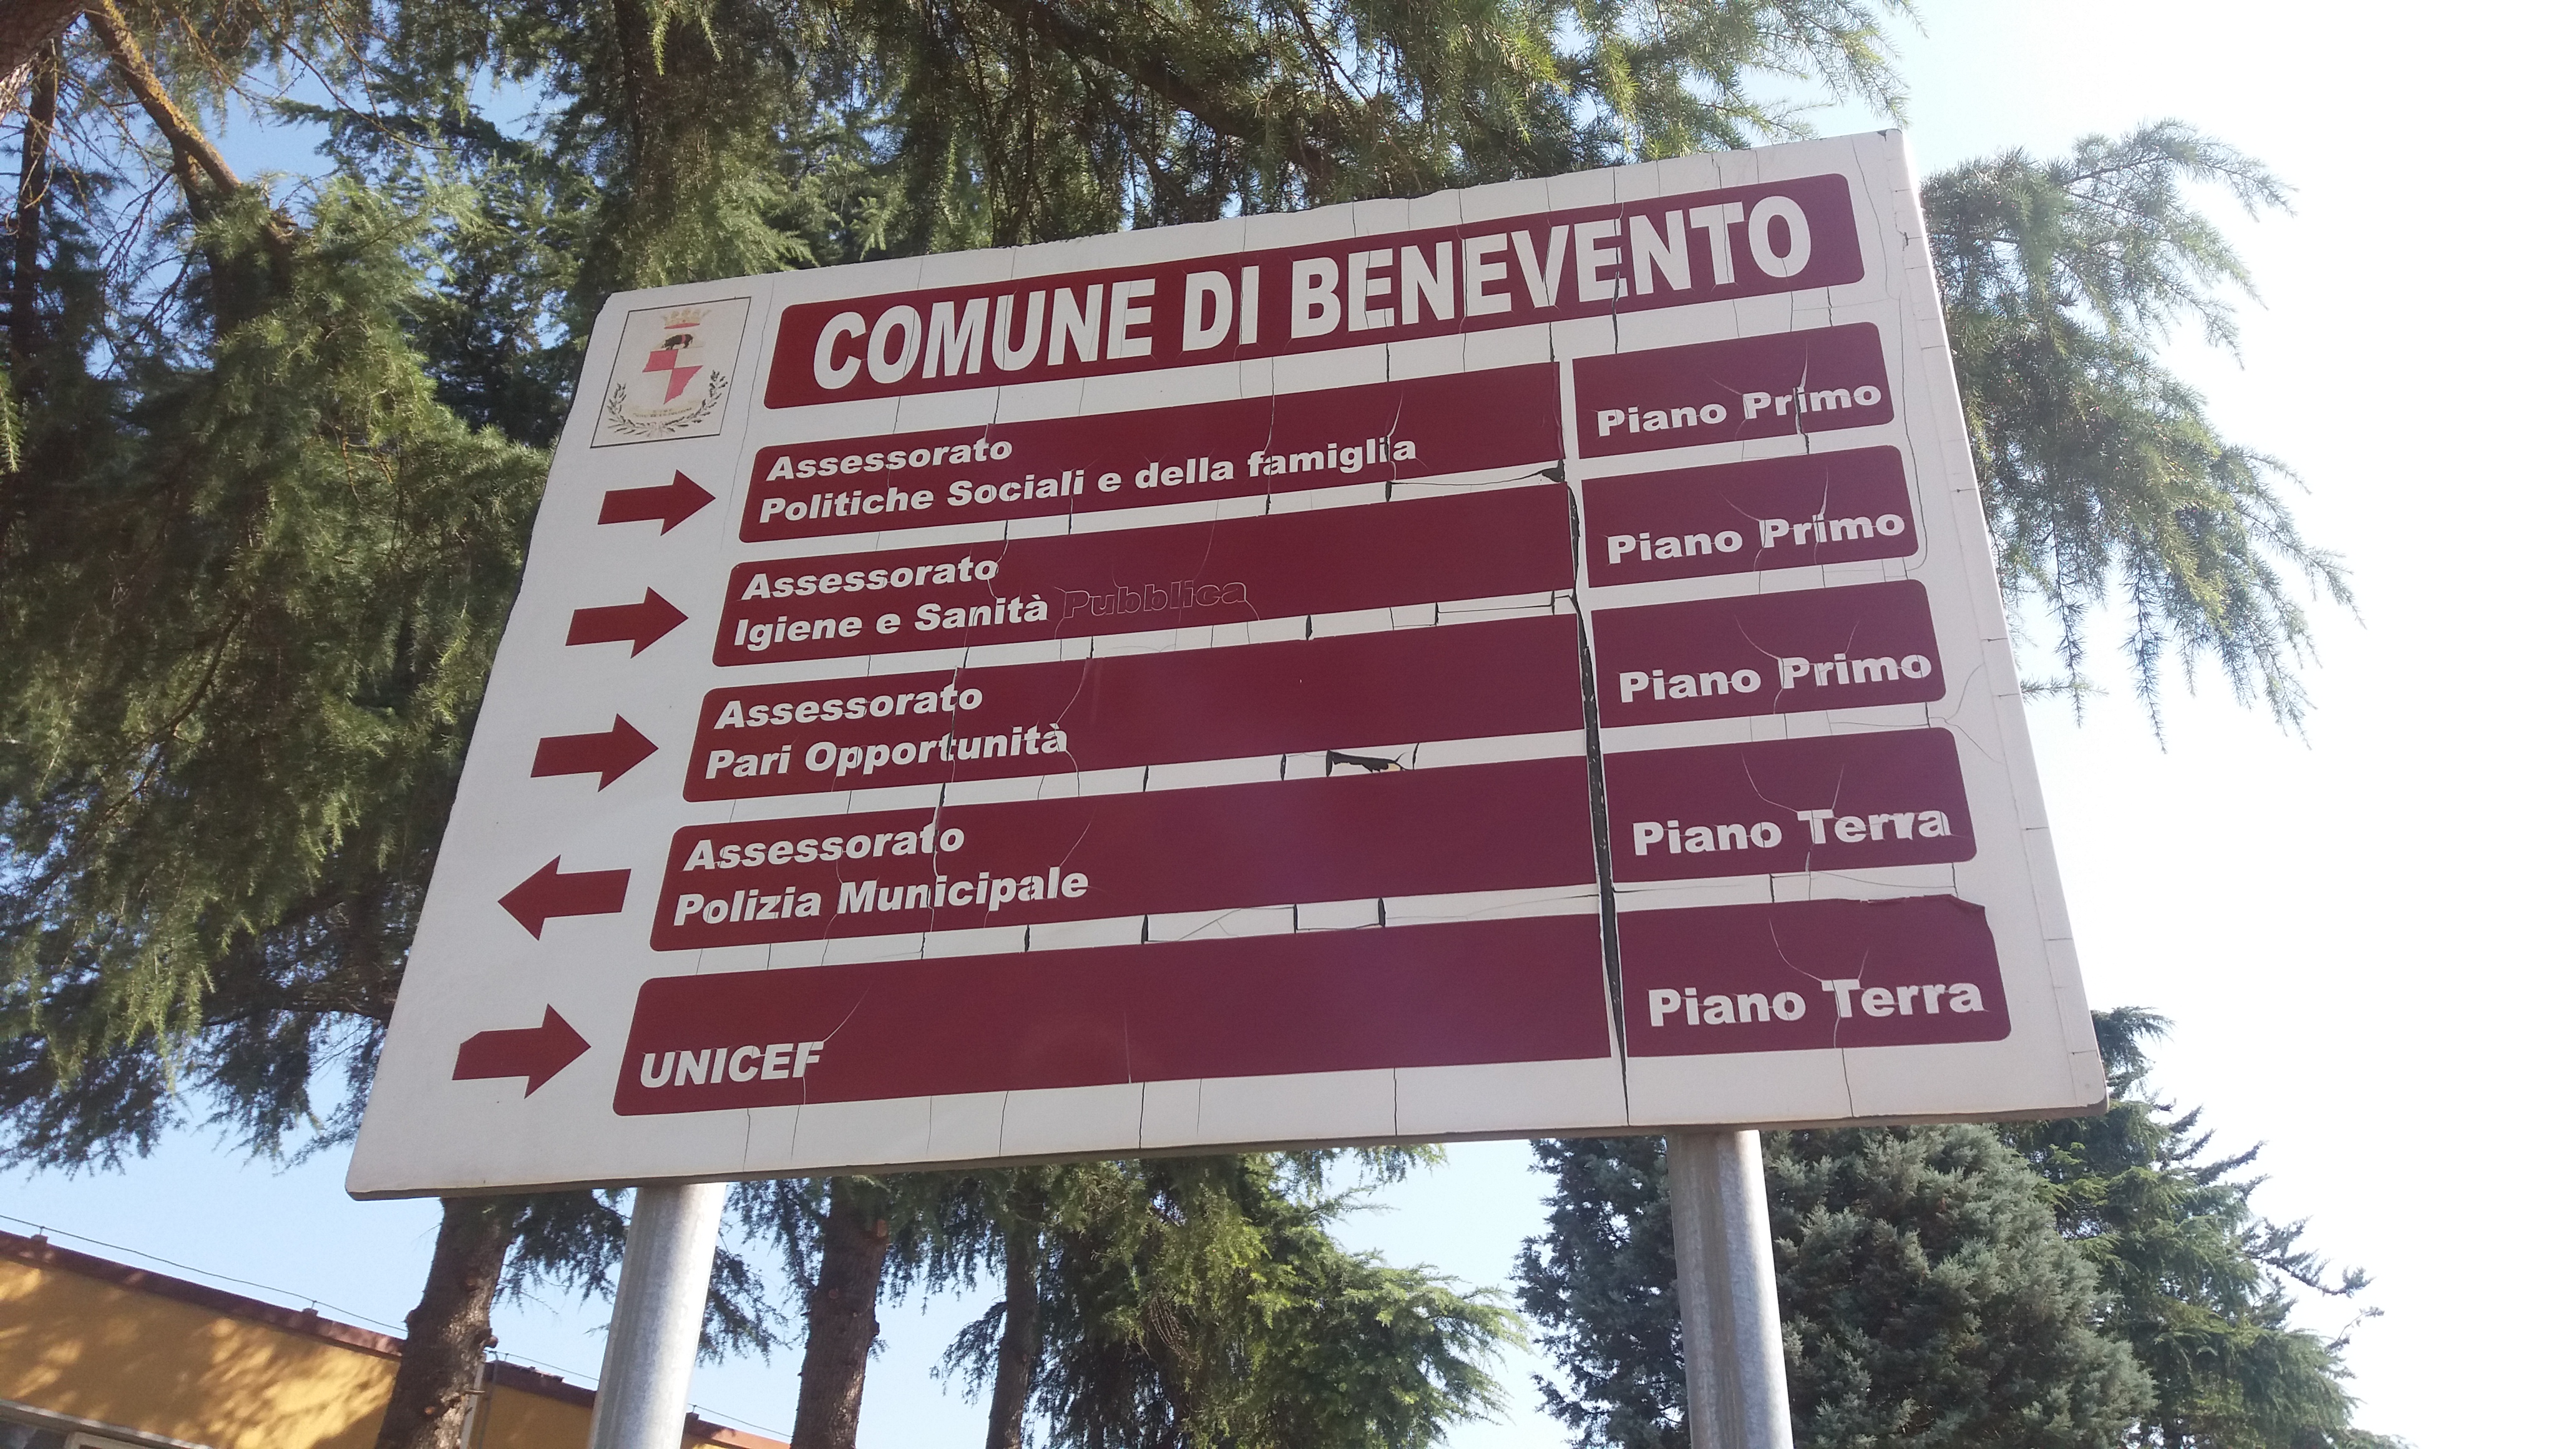 COMUNE DI BENEVENTO
Assessorato
Politiche Sociali e della famiglia
Piano Primo
Assessorato
Igiene e Sanità Pubblica
Piano Primo
Assessorato
Pari Opportunità
Piano Primo
Assessorato
Polizia Municipale
Piano Terra
UNICEF
Piano Terra